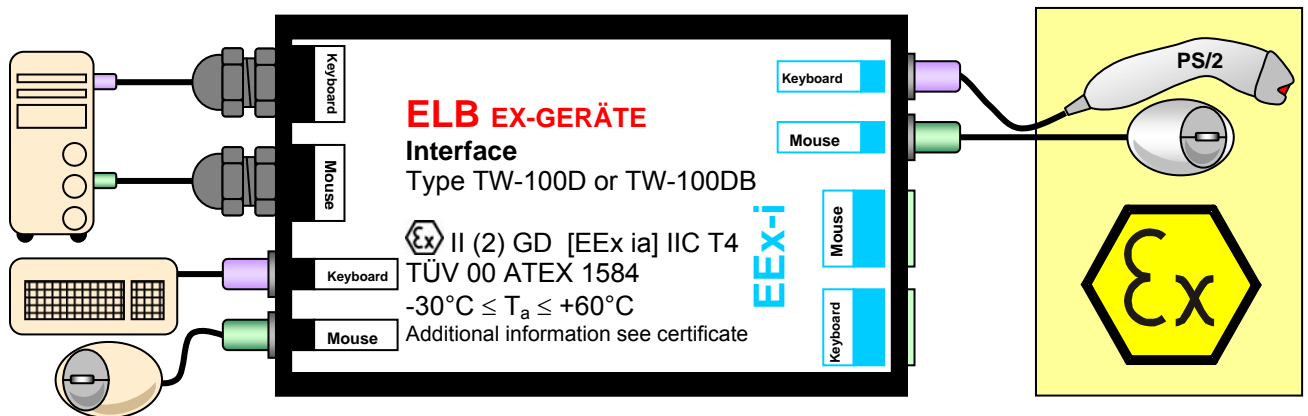 Keyboard
Mouse
Keyboard
Mouse
ELB EX-GERÄTE
Interface
Type TW-100D or TW-100DB
Ex II (2) GD [EEx ia] IIC T4
TÜV 00 ATEX 1584
-30°C ≤ Ta ≤ +60°C
Additional information see certificate
EEx-i
Keyboard
Mouse
Mouse
Keyboard
PS/2
Ex